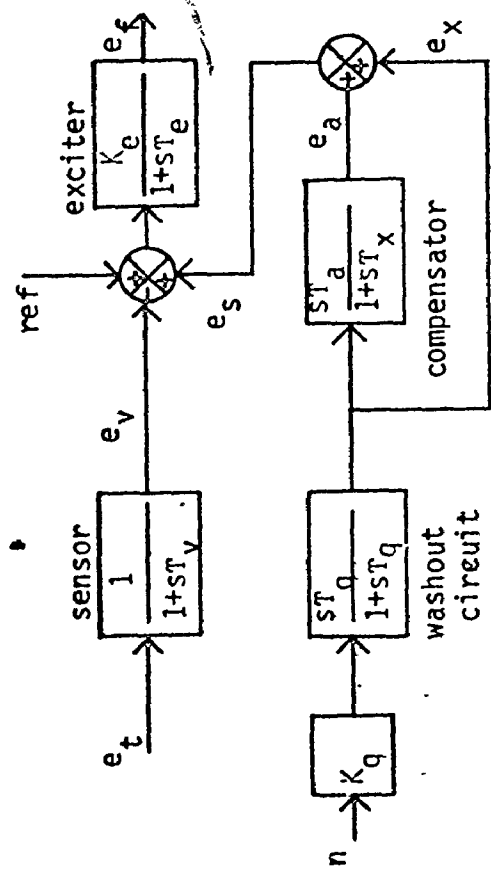 ref
exciter
K_e
1+sT_e
e_f
sensor
1
1+sT_v
e_t
e_v
e_s
n
K_q
sT_q
1+sT_q
washout
cireuit
sT_a
1+sT_x
compensator
e_a
e_x